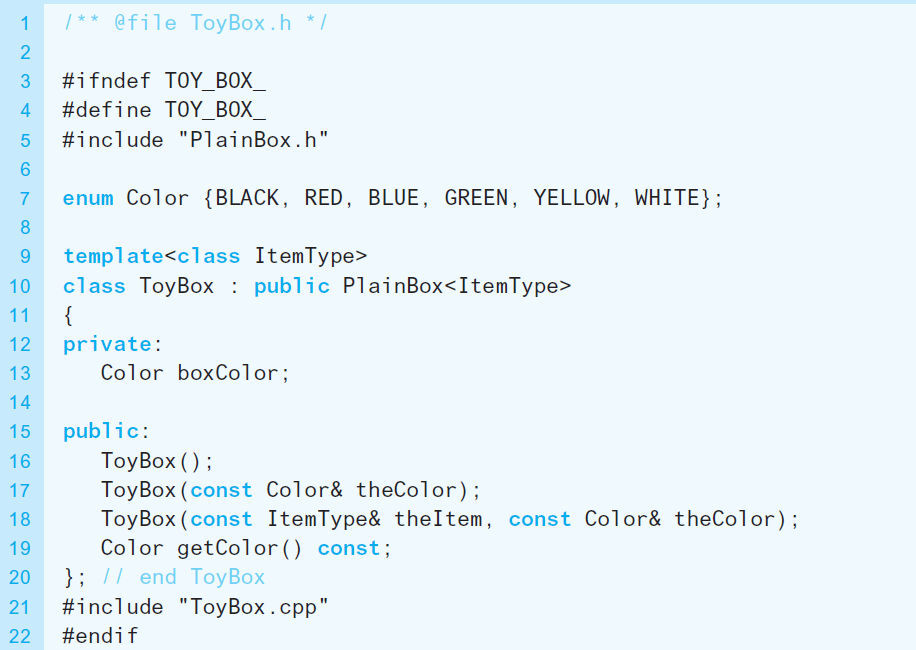 1 /** @file ToyBox.h */
2
3 #ifndef TOY_BOX_
4 #define TOY_BOX_
5 #include "PlainBox.h"
6
7 enum Color {BLACK, RED, BLUE, GREEN, YELLOW, WHITE};
8
9 template<class ItemType>
10 class ToyBox : public PlainBox<ItemType>
11 {
12 private:
13    Color boxColor;
14
15 public:
16    ToyBox();
17    ToyBox(const Color& theColor);
18    ToyBox(const ItemType& theItem, const Color& theColor);
19    Color getColor() const;
20 }; // end ToyBox
21 #include "ToyBox.cpp"
22 #endif